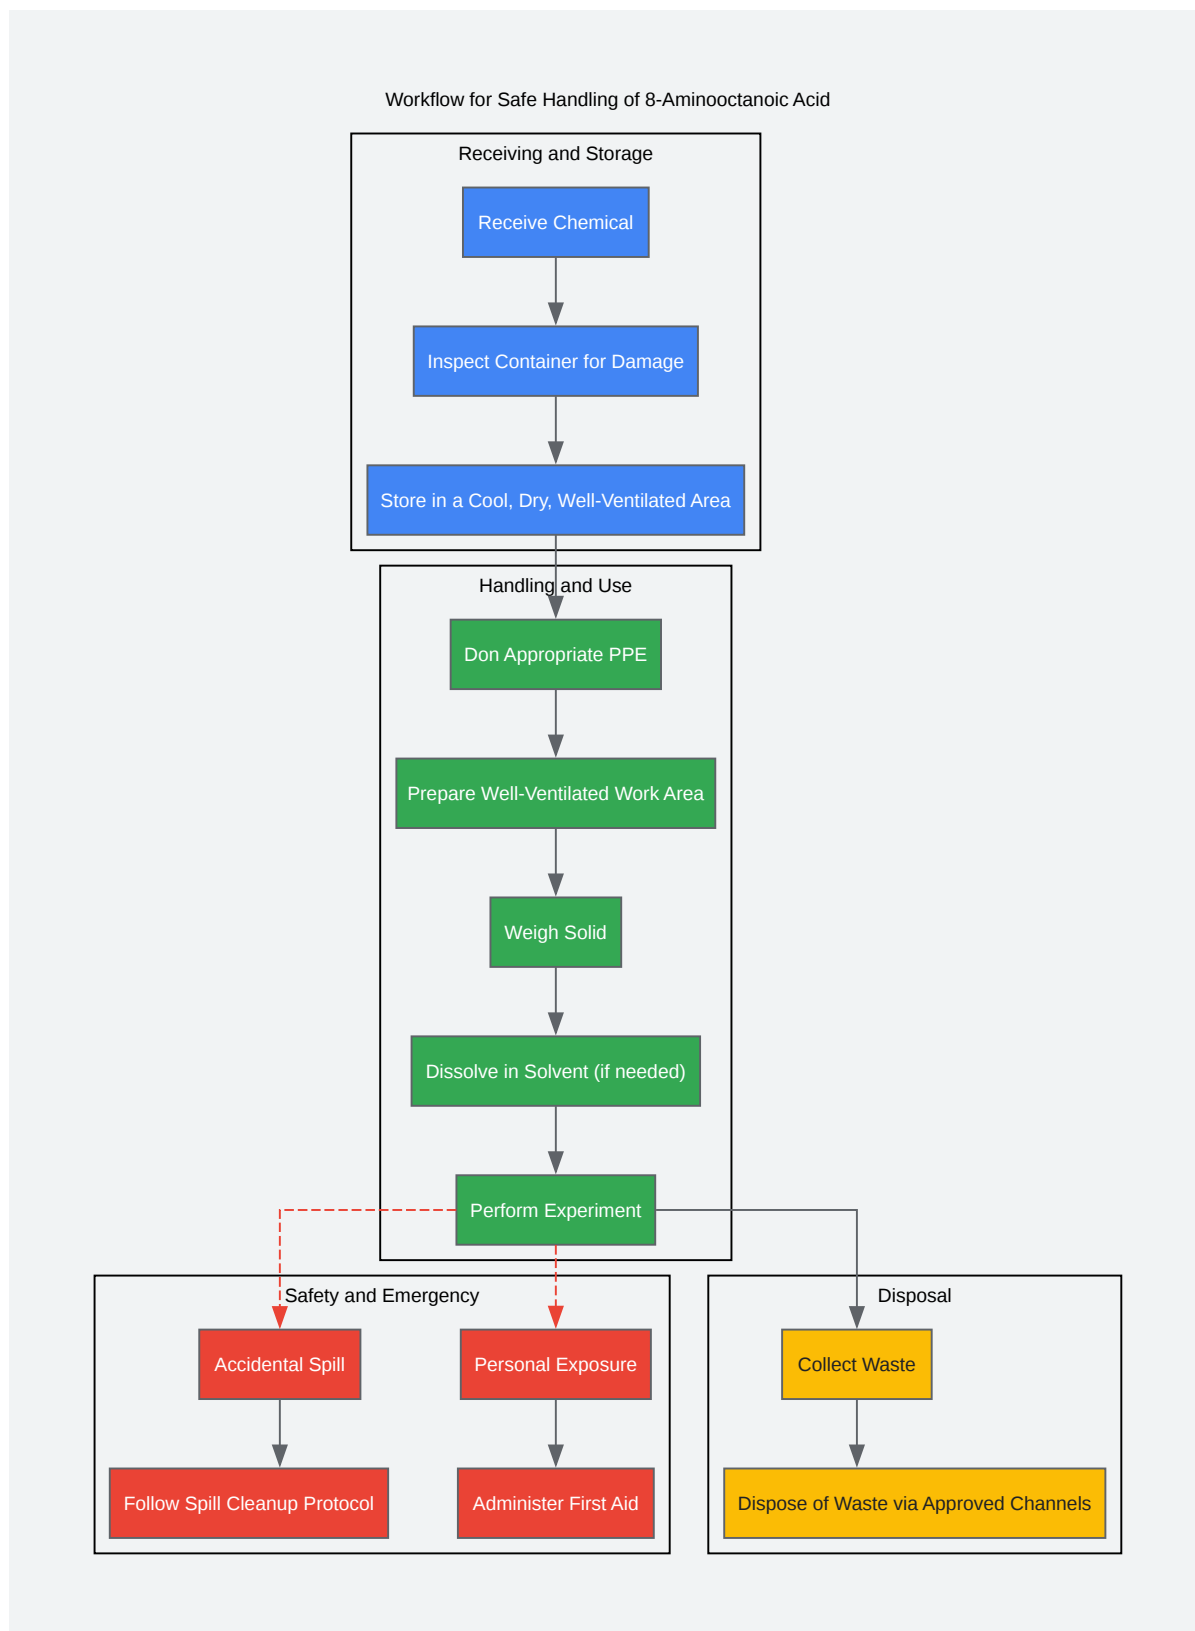 Workflow for Safe Handling of 8-Aminooctanoic Acid
Receiving and Storage
Receive Chemical
Inspect Container for Damage
Store in a Cool, Dry, Well-Ventilated Area
Handling and Use
Don Appropriate PPE
Prepare Well-Ventilated Work Area
Weigh Solid
Dissolve in Solvent (if needed)
Perform Experiment
Safety and Emergency
Accidental Spill
Personal Exposure
Follow Spill Cleanup Protocol
Administer First Aid
Disposal
Collect Waste
Dispose of Waste via Approved Channels